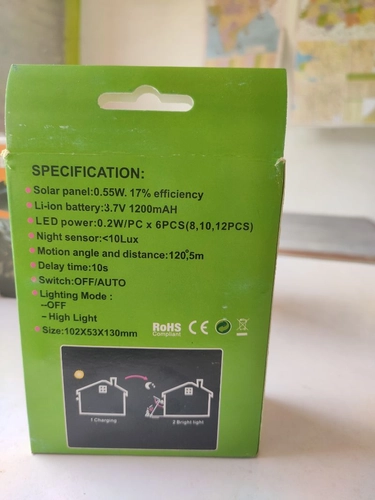 SPECIFICATION:
Solar panel:0.55W. 17% efficiency
Li-ion battery:3.7V 1200mAH
LED power:0.2W/PC x 6PCS(8,10,12PCS)
Night sensor:<10Lux
Motion angle and distance:120°,5m
Delay time:10s
Switch:OFF/AUTO
Lighting Mode :
–OFF
– High Light
Size:102X53X130mm
RoHS
Compliant
CE
1 Charging
2 Bright light